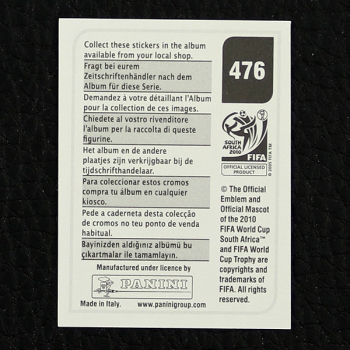 Collect these stickers in the album
available from your local shop.
Fragt bei eurem
Zeitschriftenhändler nach dem
Album für diese Serie.
Demandez à votre détaillant l'Album
pour la collection de ces images.
Chiedete al vostro rivenditore
l'album per la raccolta di queste
figurine.
Het album en de andere
plaatjes zijn verkrijgbaar bij de
tijdschrifthandelaar.
Para coleccionar estos cromos
compra tu álbum en cualquier
kiosco.
Pede a caderneta desta colecção
de cromos no teu ponto de venda
habitual.
Bayinizden aldığınız albümü bu
çıkartmalar ile tamamlayın.
Manufactured under licence by
PANINI
Made in Italy. www.paninigroup.com
476
SOUTH AFRICA
2010
FIFA
OFFICIAL LICENSED
PRODUCT
© The Official
Emblem and
Official Mascot
of the 2010
FIFA World Cup
South Africa™
and FIFA World
Cup Trophy are
copyrights and
trademarks of
FIFA. All rights
reserved.